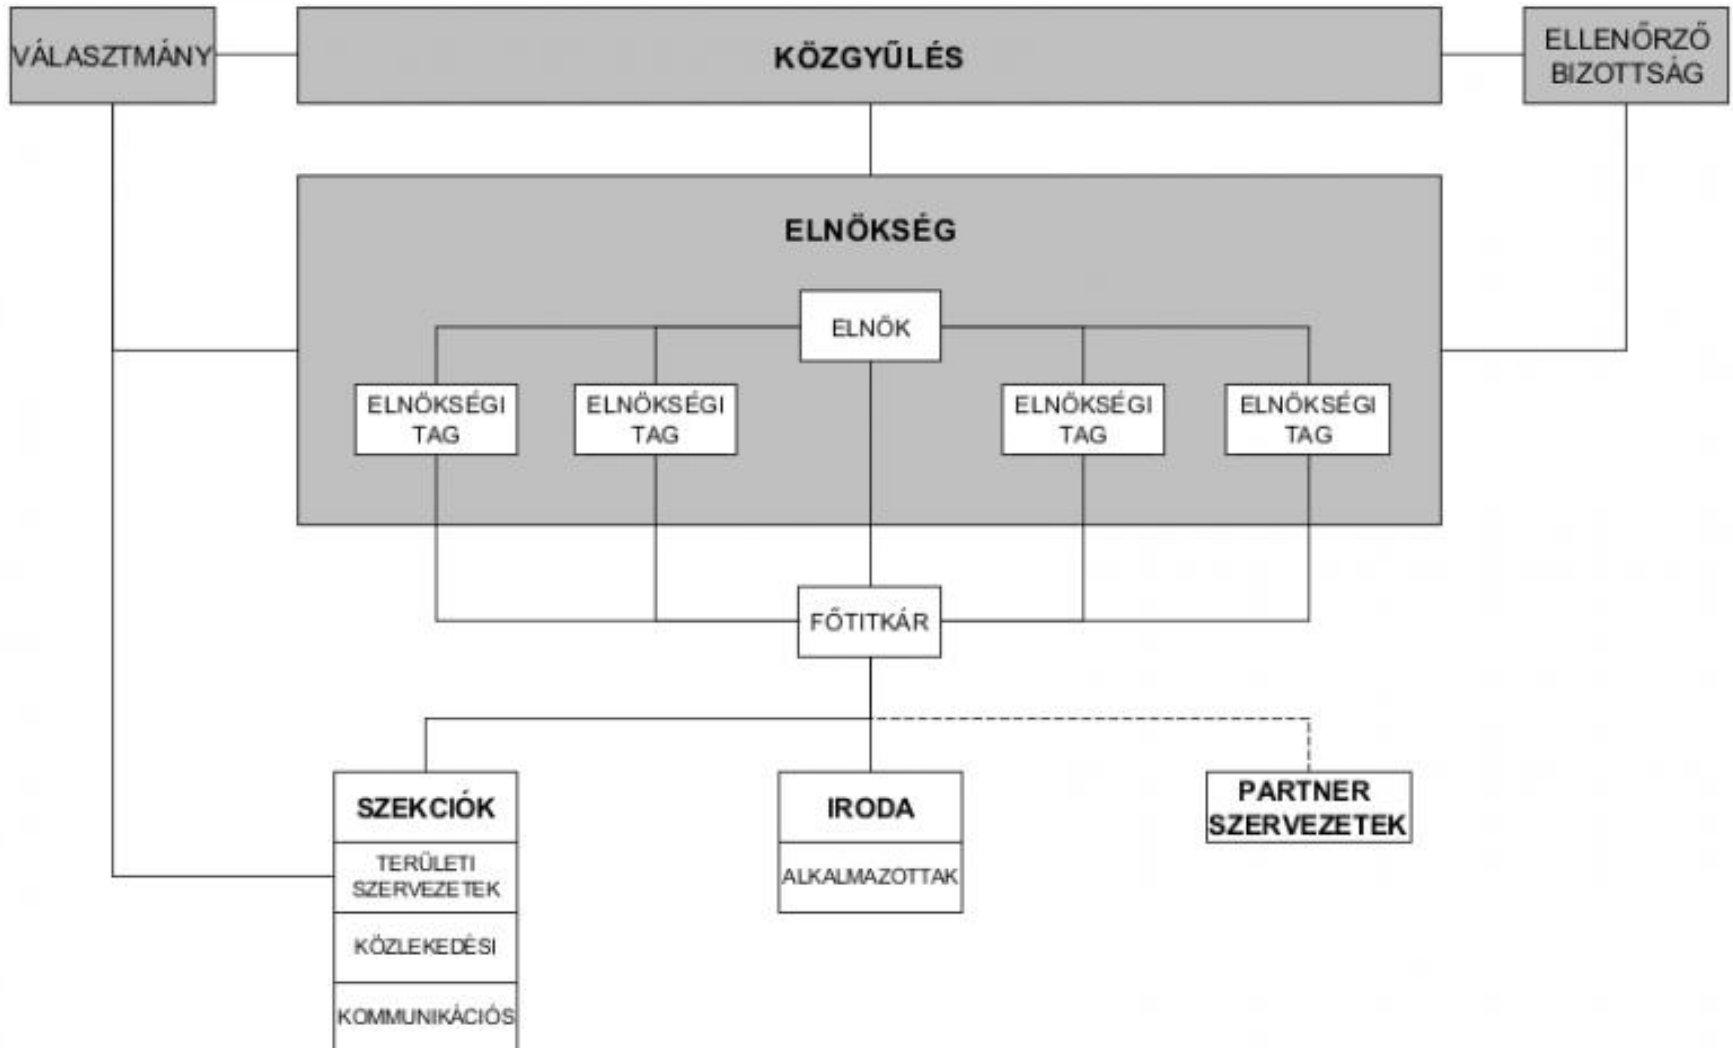 VÁLASZTMÁNY
KÖZGYŰLÉS
ELLENŐRZŐ
BIZOTTSÁG
ELNÖKSÉG
ELNÖK
ELNÖKSÉGI
TAG
ELNÖKSÉGI
TAG
ELNÖKSÉGI
TAG
ELNÖKSÉGI
TAG
FŐTITKÁR
SZEKCIÓK
TERÜLETI
SZERVEZETEK
KÖZLEKEDÉSI
KOMMUNIKÁCIÓS
IRODA
ALKALMAZOTTAK
PARTNER
SZERVEZETEK